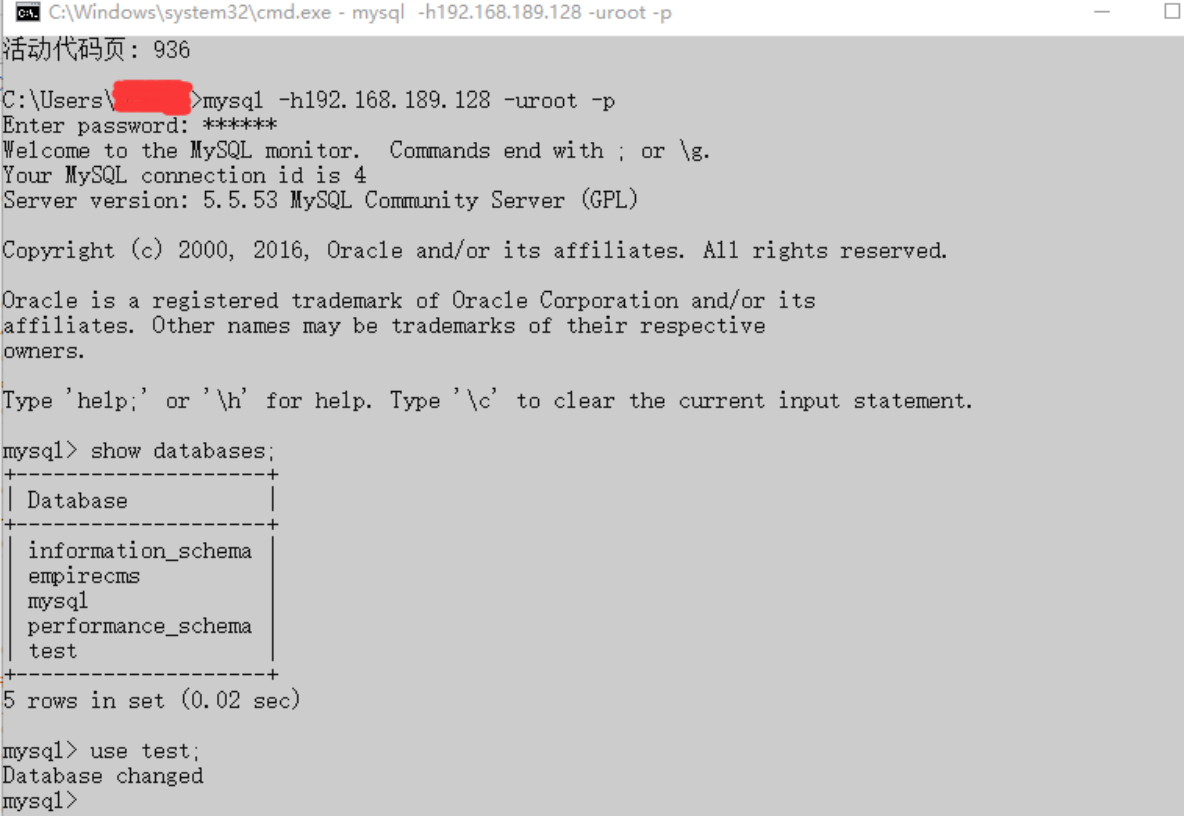 C:\Windows\system32\cmd.exe - mysql  -h192.168.189.128 -uroot -p
活动代码页: 936
C:\Users\>mysql -h192.168.189.128 -uroot -p
Enter password: ******
Welcome to the MySQL monitor.  Commands end with ; or \g.
Your MySQL connection id is 4
Server version: 5.5.53 MySQL Community Server (GPL)
Copyright (c) 2000, 2016, Oracle and/or its affiliates. All rights reserved.
Oracle is a registered trademark of Oracle Corporation and/or its
affiliates. Other names may be trademarks of their respective
owners.
Type 'help;' or '\h' for help. Type '\c' to clear the current input statement.
mysql> show databases;
+--------------------+
| Database           |
+--------------------+
| information_schema |
| empirecms          |
| mysql              |
| performance_schema |
| test               |
+--------------------+
5 rows in set (0.02 sec)
mysql> use test;
Database changed
mysql>